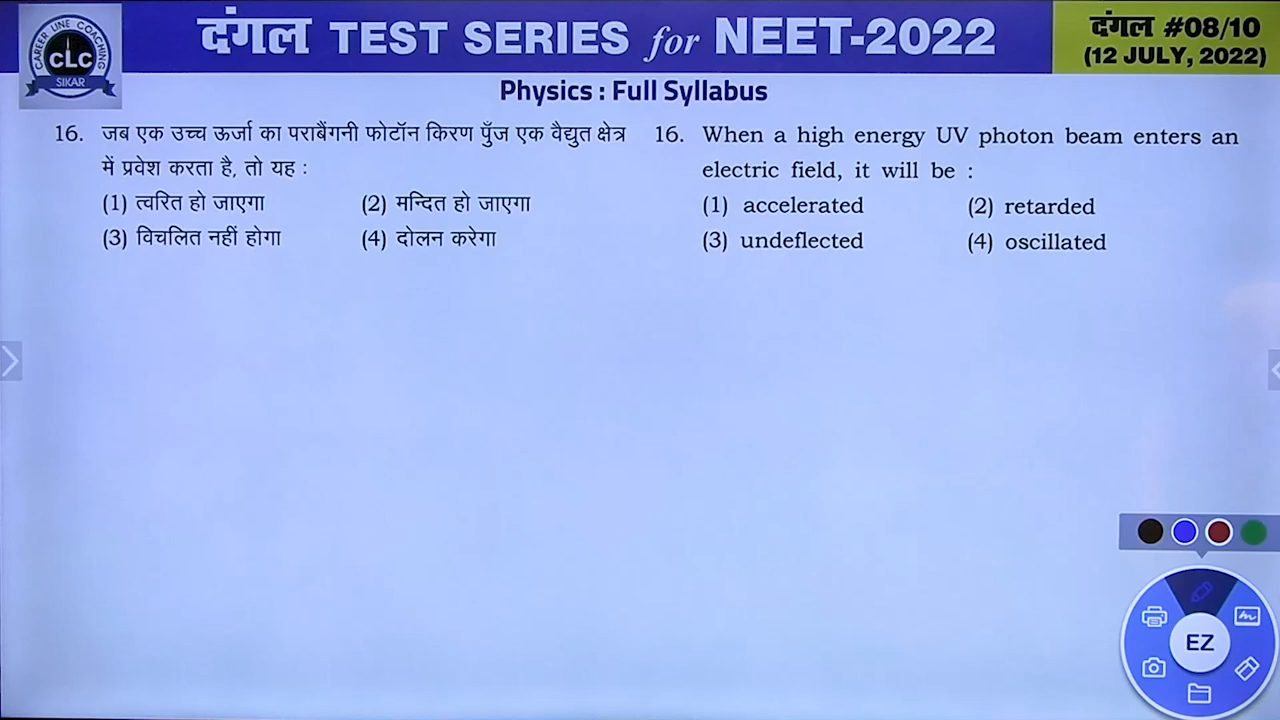 CAREER LINE COACHING
CLC
SIKAR
दंगल TEST SERIES for NEET-2022
दंगल #08/10
(12 JULY, 2022)
Physics : Full Syllabus
16. जब एक उच्च ऊर्जा का पराबैंगनी फोटॉन किरण पुँज एक वैद्युत क्षेत्र
में प्रवेश करता है, तो यह :
(1) त्वरित हो जाएगा (2) मन्दित हो जाएगा
(3) विचलित नहीं होगा (4) दोलन करेगा
16. When a high energy UV photon beam enters an
electric field, it will be :
(1) accelerated (2) retarded
(3) undeflected (4) oscillated
EZ